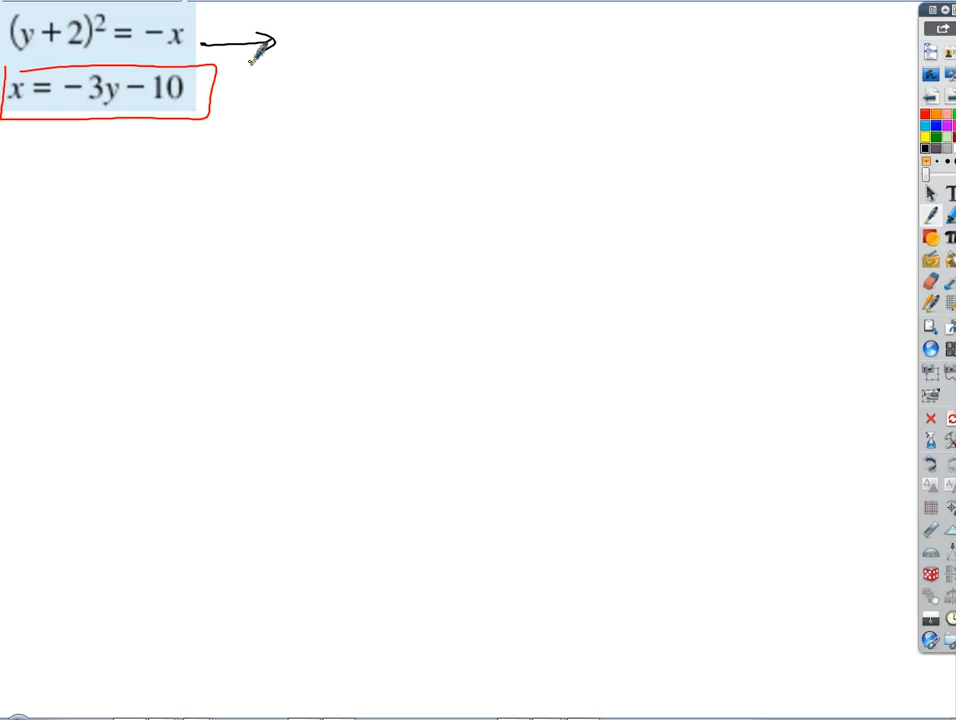 (y + 2)² = −x
x = −3y − 10